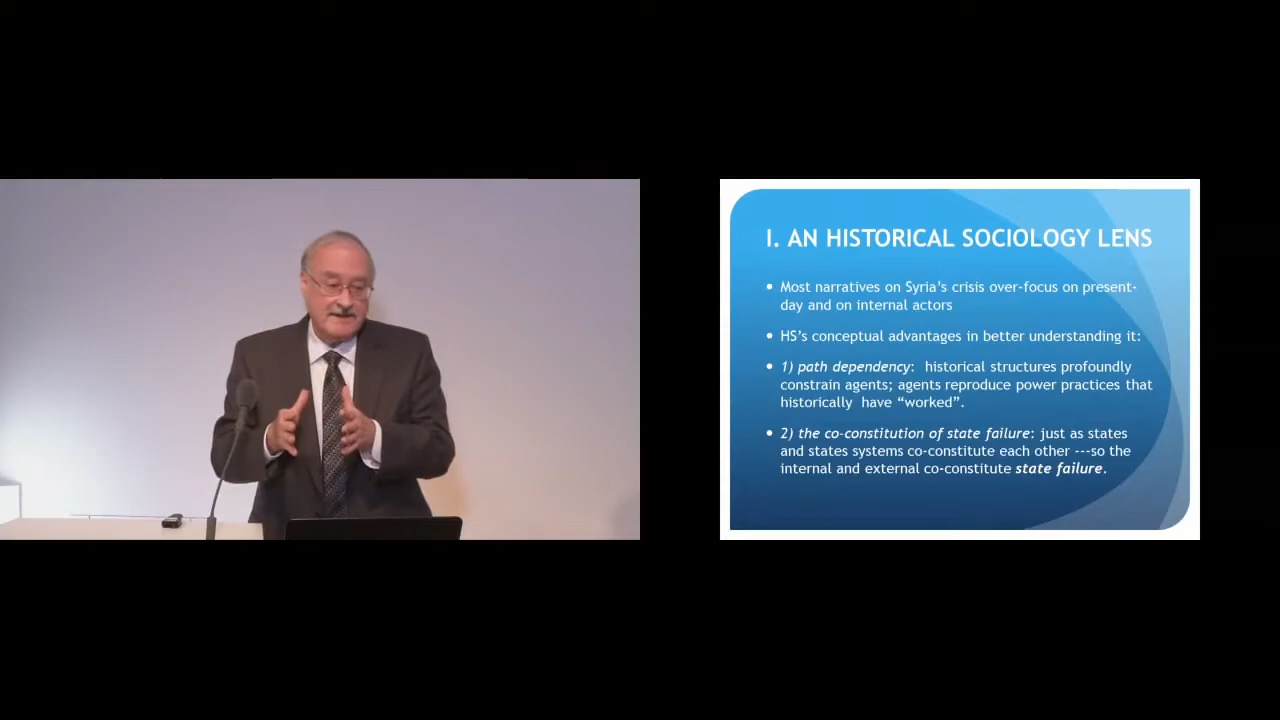 I. AN HISTORICAL SOCIOLOGY LENS
• Most narratives on Syria's crisis over-focus on present-
day and on internal actors
• HS's conceptual advantages in better understanding it:
• 1) path dependency:  historical structures profoundly
constrain agents; agents reproduce power practices that
historically  have “worked”.
• 2) the co-constitution of state failure: just as states
and states systems co-constitute each other ---so the
internal and external co-constitute state failure.